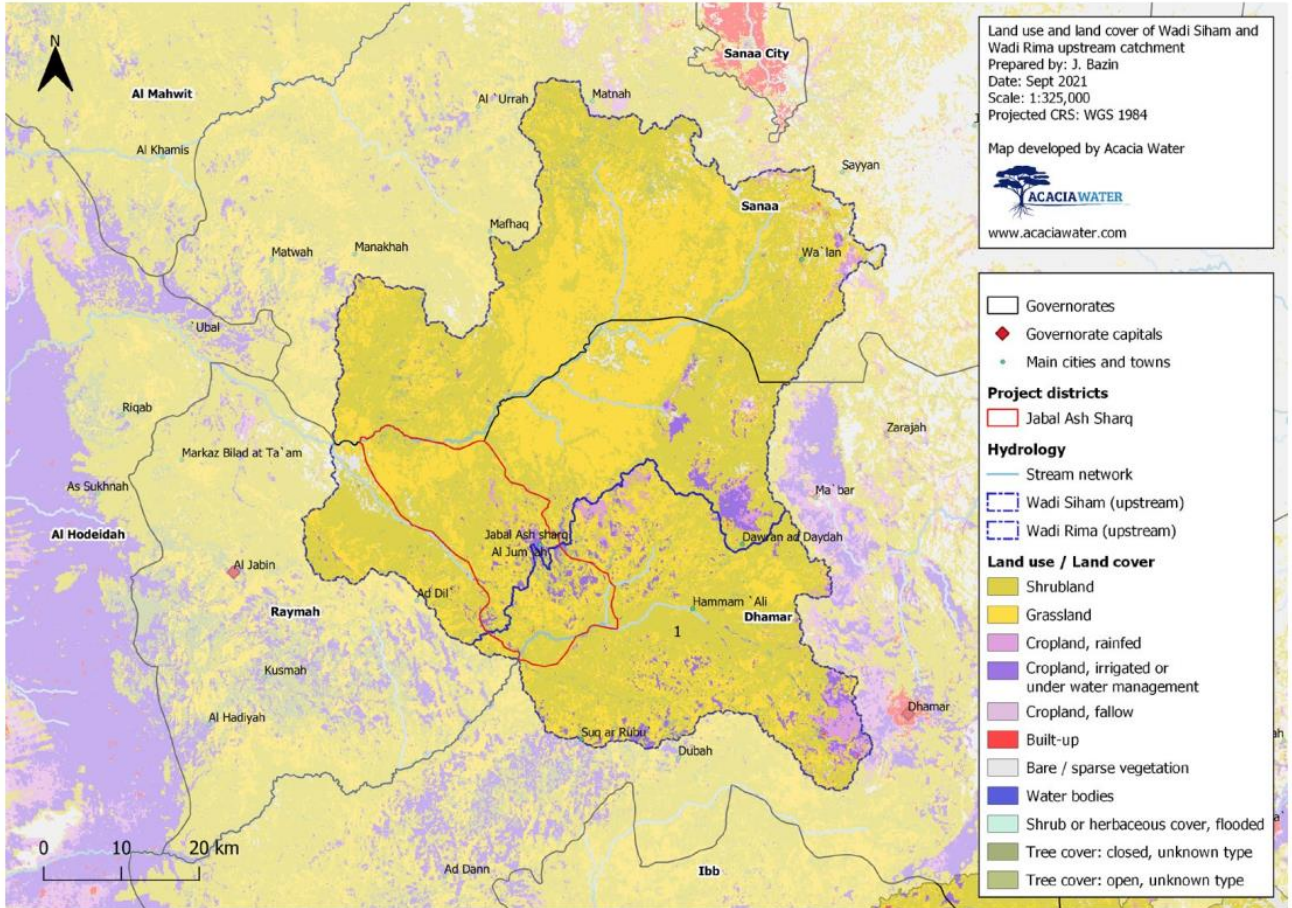 Land use and land cover of Wadi Siham and
Wadi Rima upstream catchment
Prepared by: J. Bazin
Date: Sept 2021
Scale: 1:325,000
Projected CRS: WGS 1984
Map developed by Acacia Water
ACACIAWATER
www.acaciawater.com
Governorates
Governorate capitals
Main cities and towns
Project districts
Jabal Ash Sharq
Hydrology
Stream network
Wadi Siham (upstream)
Wadi Rima (upstream)
Land use / Land cover
Shrubland
Grassland
Cropland, rainfed
Cropland, irrigated or
under water management
Cropland, fallow
Built-up
Bare / sparse vegetation
Water bodies
Shrub or herbaceous cover, flooded
Tree cover: closed, unknown type
Tree cover: open, unknown type
N
Sanaa City
Al Mahwit
Al `Urrah
Matnah
Al Khamis
Sayyan
Sanaa
Mafhaq
Matwah
Manakhah
Wa`lan
`Ubal
Riqab
Zarajah
Markaz Bilad at Ta`am
As Sukhnah
Ma`bar
Al Hodeidah
Jabal Ash sharq
Dawran ad Daydah
Al Jum`ah
Al Jabin
Ad Dil`
Hammam `Ali
Raymah
Dhamar
1
Kusmah
Al Hadiyah
Dhamar
Suq ar Rubu
Dubah
0 10 20 km
Ad Dann
Ibb